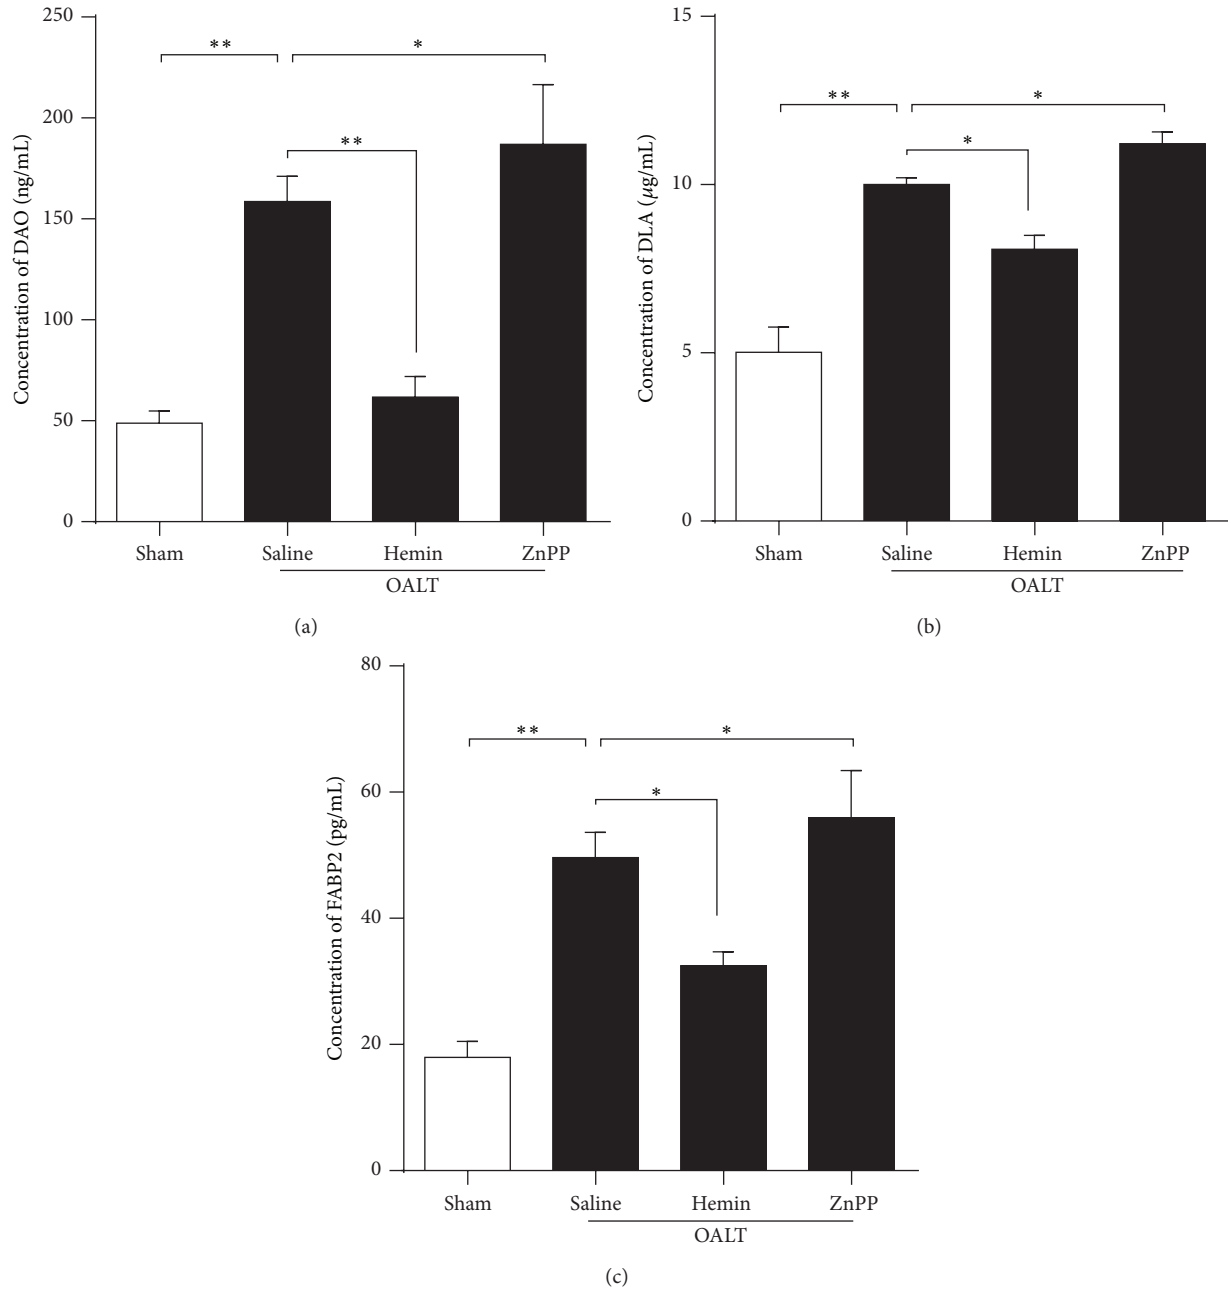 250
200
150
100
50
0
Concentration of DAO (ng/mL)
**
*
**
Sham Saline Hemin ZnPP
OALT
(a)
15
10
5
0
Concentration of DLA (μg/mL)
**
*
*
Sham Saline Hemin ZnPP
OALT
(b)
80
60
40
20
0
Concentration of FABP2 (pg/mL)
**
*
*
Sham Saline Hemin ZnPP
OALT
(c)